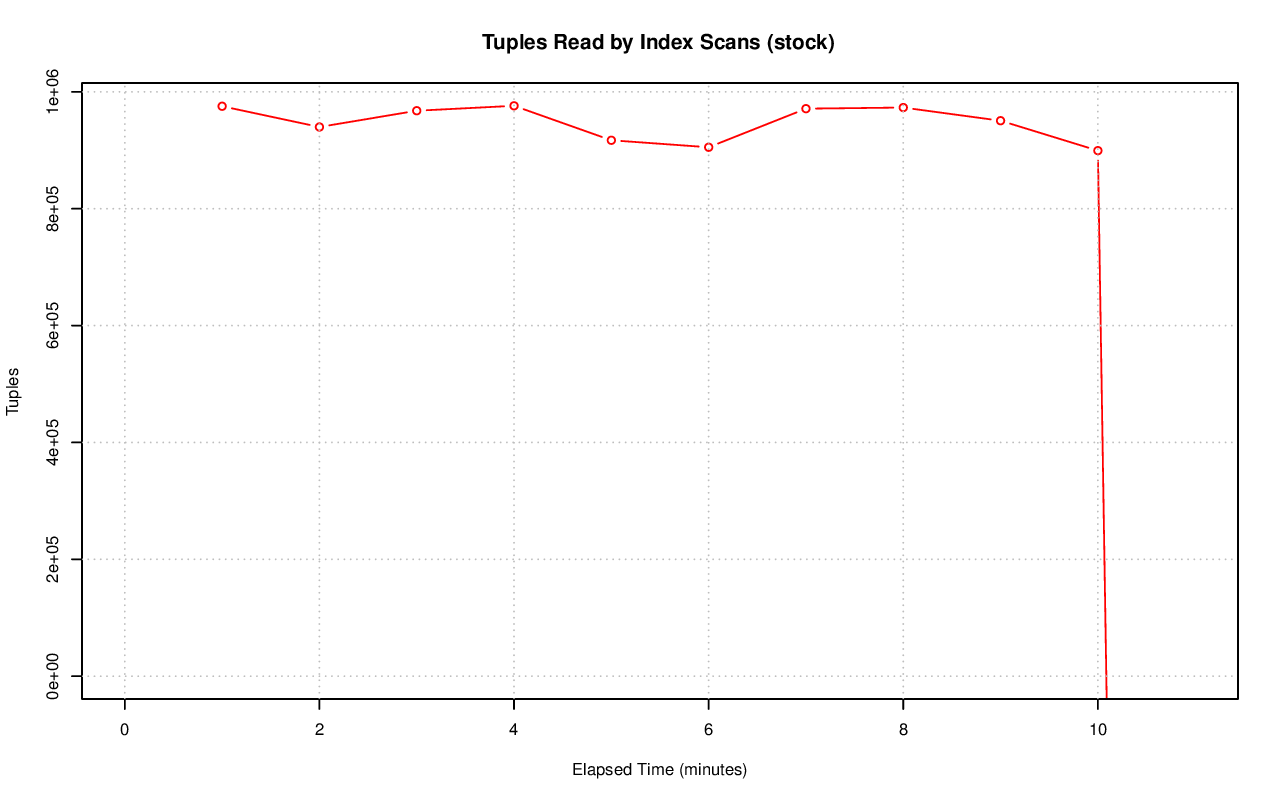 Tuples Read by Index Scans (stock)
1e+06
8e+05
6e+05
4e+05
2e+05
0e+00
Tuples
0 2 4 6 8 10
Elapsed Time (minutes)